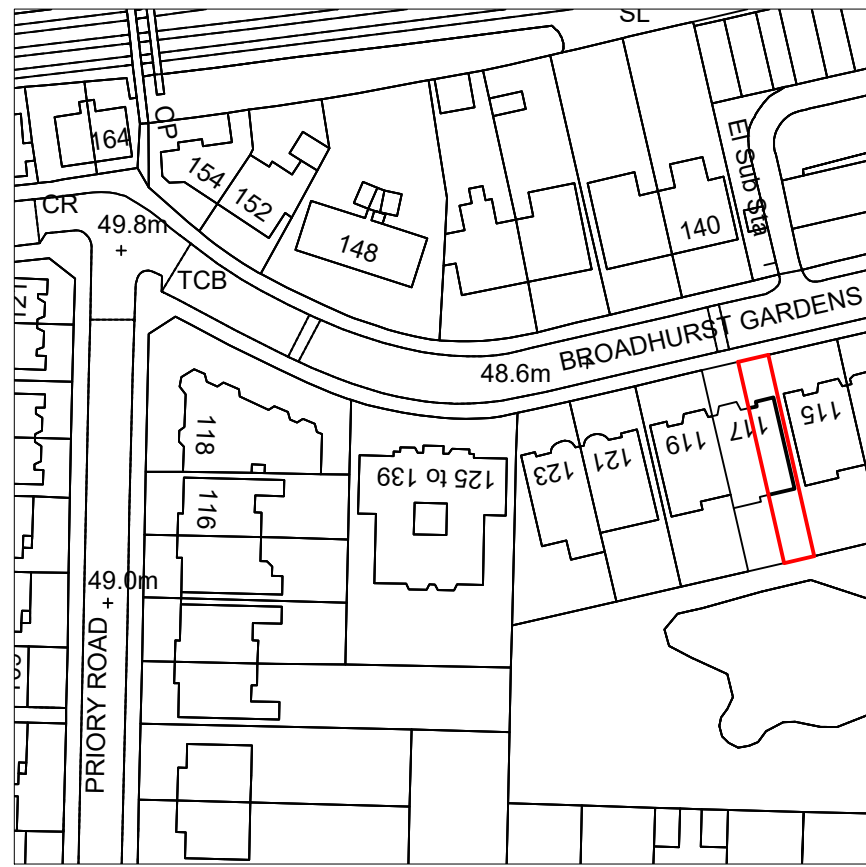 SL
OP
164
154
152
148
140
El Sub Sta
CR
49.8m
TCB
BROADHURST GARDENS
48.6m
118
116
125 to 139
123
121
119
117
115
49.0m
PRIORY ROAD